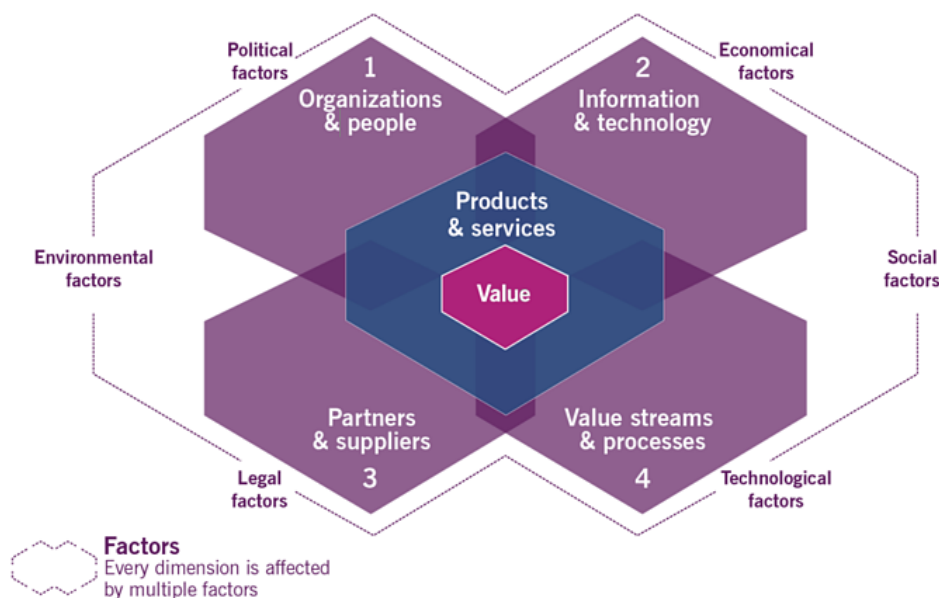 Political
factors
1
Organizations
& people
2
Information
& technology
Economical
factors
Products
& services
Environmental
factors
Value
Social
factors
Partners
& suppliers
3
Value streams
& processes
4
Legal
factors
Technological
factors
Factors
Every dimension is affected
by multiple factors